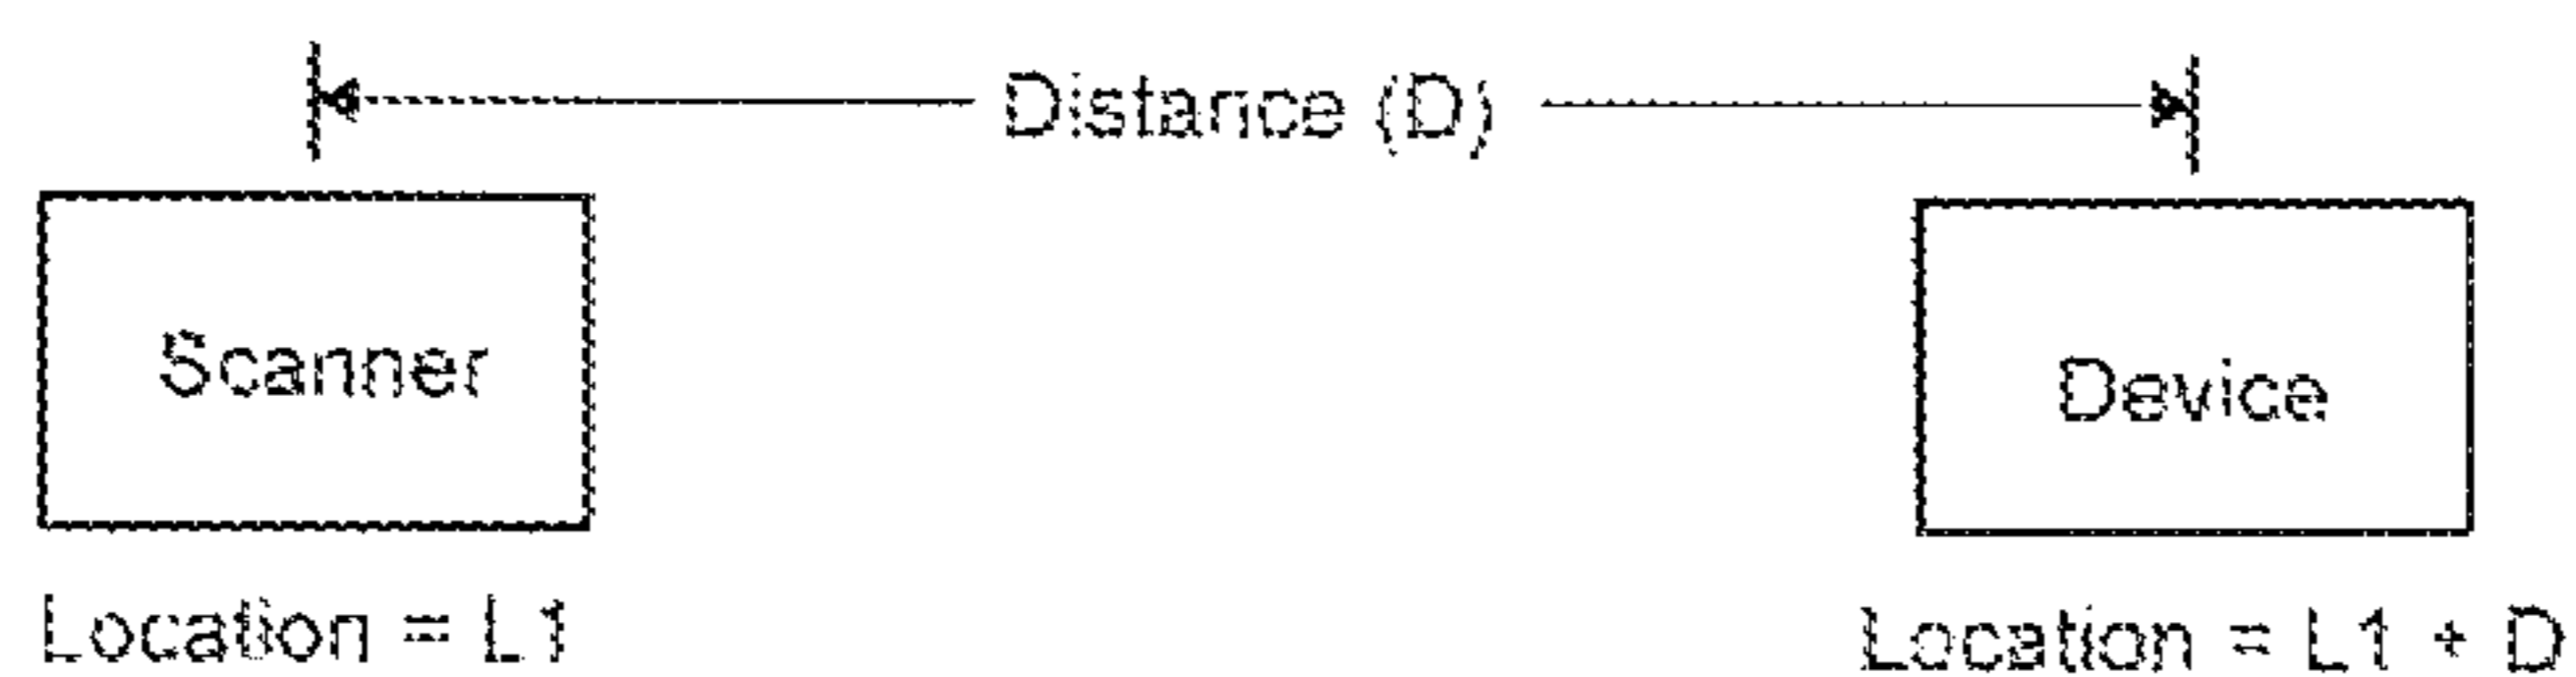 Distance (D)
Scanner
Device
Location = L1
Location = L1 + D